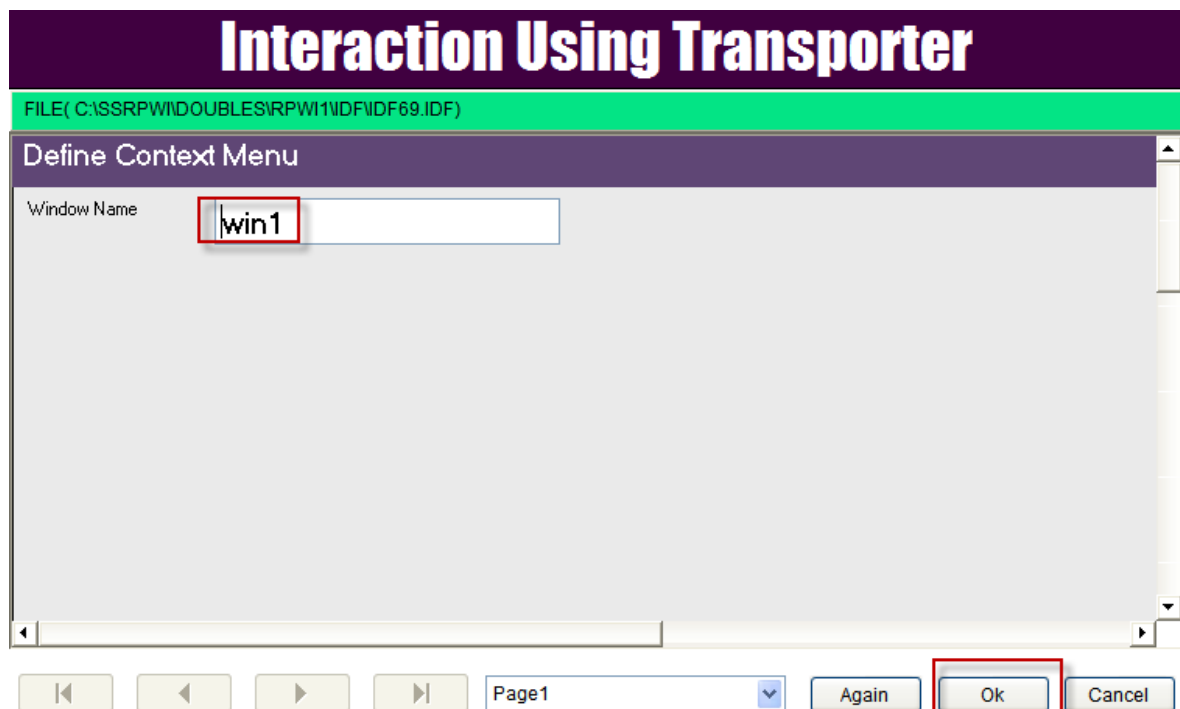 Interaction Using Transporter
FILE( C:\SSRPWI\DOUBLES\RPWI1\IDF\IDF69.IDF)
Define Context Menu
Window Name
win1
Page1
Again
Ok
Cancel